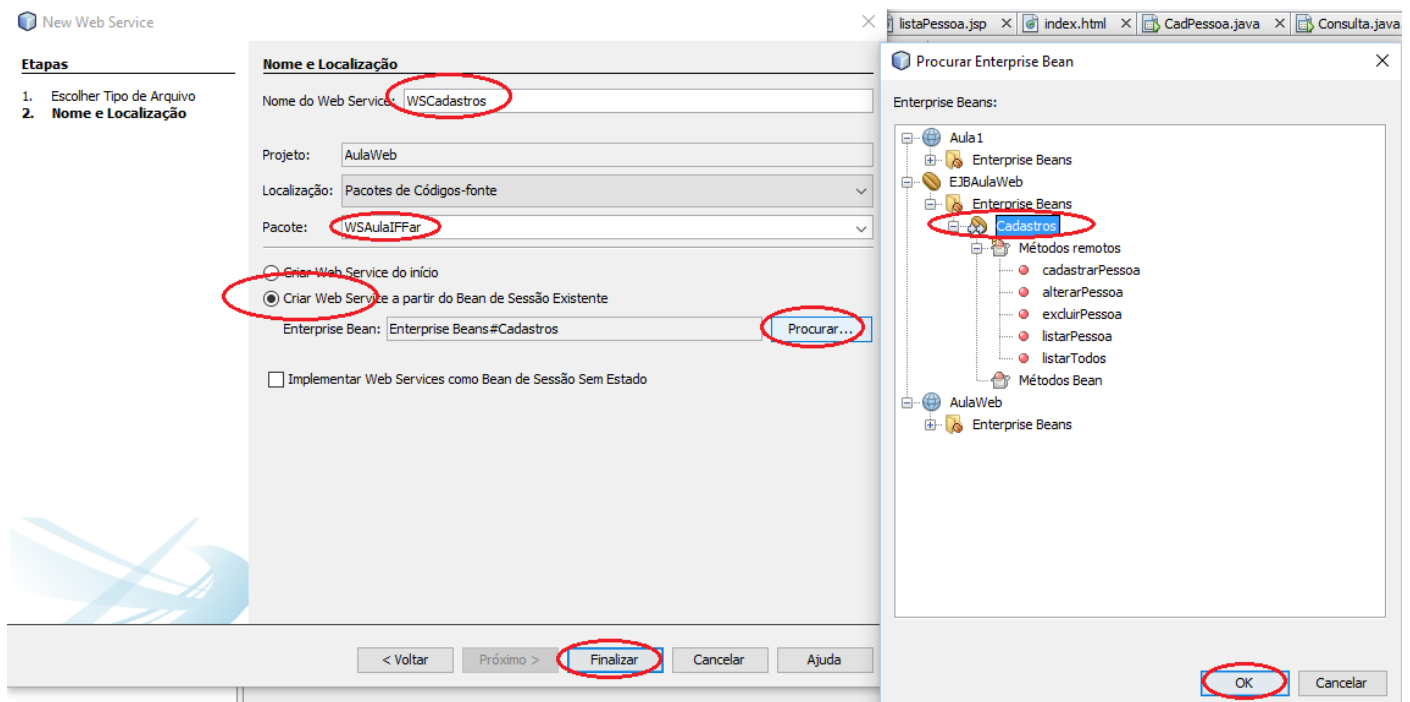 New Web Service
Etapas
1. Escolher Tipo de Arquivo
2. Nome e Localização
Nome e Localização
Nome do Web Service: WSCadastros
Projeto: AulaWeb
Localização: Pacotes de Códigos-fonte
Pacote: WSAulaIFFar
Criar Web Service do início
Criar Web Service a partir do Bean de Sessão Existente
Enterprise Bean: Enterprise Beans#Cadastros Procurar...
Implementar Web Services como Bean de Sessão Sem Estado
< Voltar Próximo > Finalizar Cancelar Ajuda
listaPessoa.jsp index.html CadPessoa.java Consulta.java
Procurar Enterprise Bean
Enterprise Beans:
Aula1
Enterprise Beans
EJBAulaWeb
Enterprise Beans
Cadastros
Métodos remotos
cadastrarPessoa
alterarPessoa
excluirPessoa
listarPessoa
listarTodos
Métodos Bean
AulaWeb
Enterprise Beans
OK Cancelar